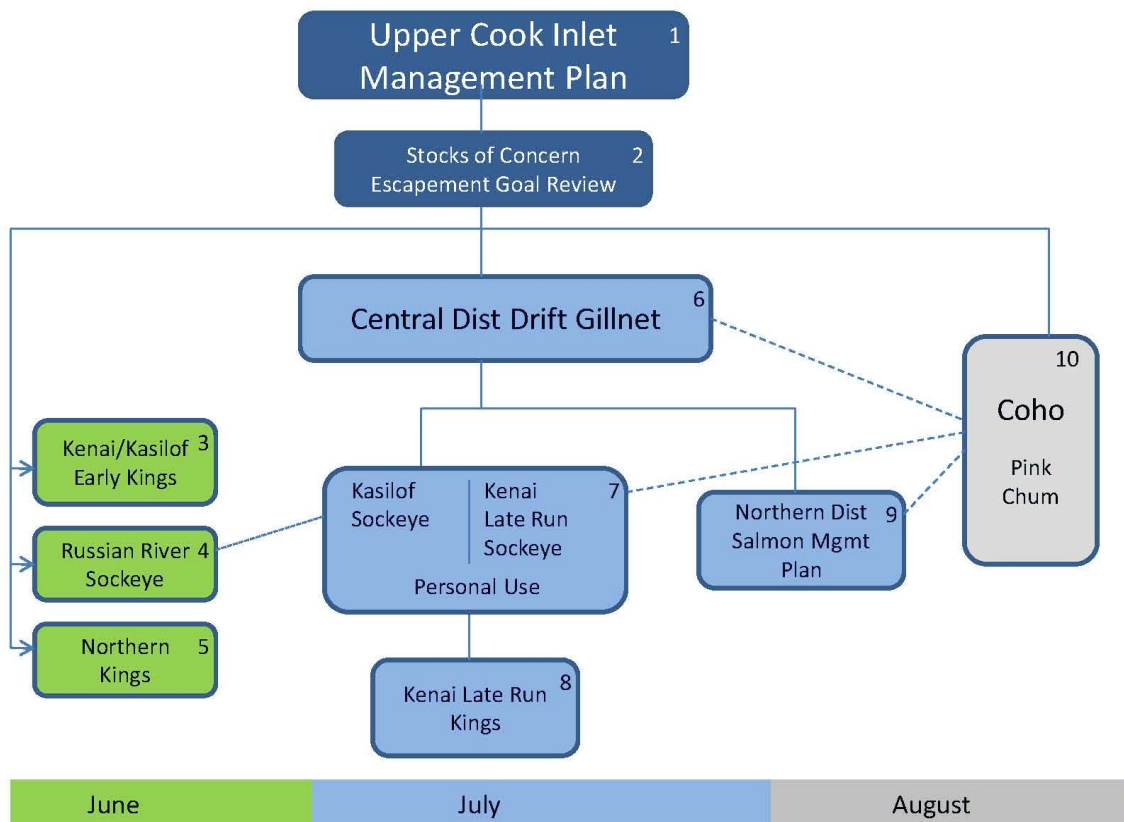 Upper Cook Inlet
Management Plan
1
Stocks of Concern
Escapement Goal Review
2
Central Dist Drift Gillnet
6
Kenai/Kasilof
Early Kings
3
Russian River
Sockeye
4
Northern
Kings
5
Kasilof
Sockeye
Kenai
Late Run
Sockeye
Personal Use
7
Kenai Late Run
Kings
8
Northern Dist
Salmon Mgmt
Plan
9
10
Coho
Pink
Chum
June
July
August